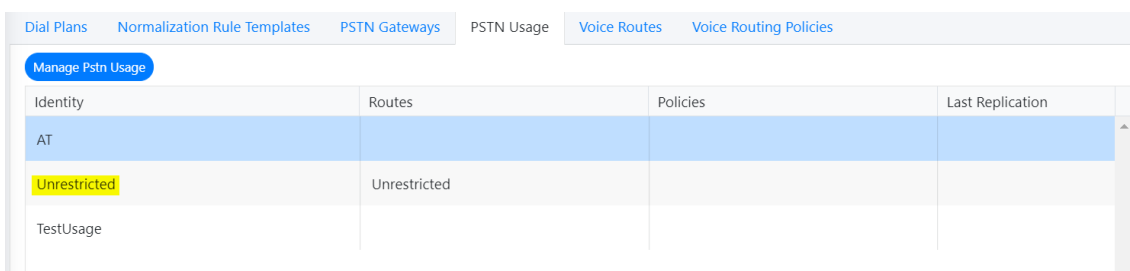 Dial Plans Normalization Rule Templates PSTN Gateways PSTN Usage Voice Routes Voice Routing Policies
Manage Pstn Usage
Identity Routes Policies Last Replication
AT
Unrestricted Unrestricted
TestUsage